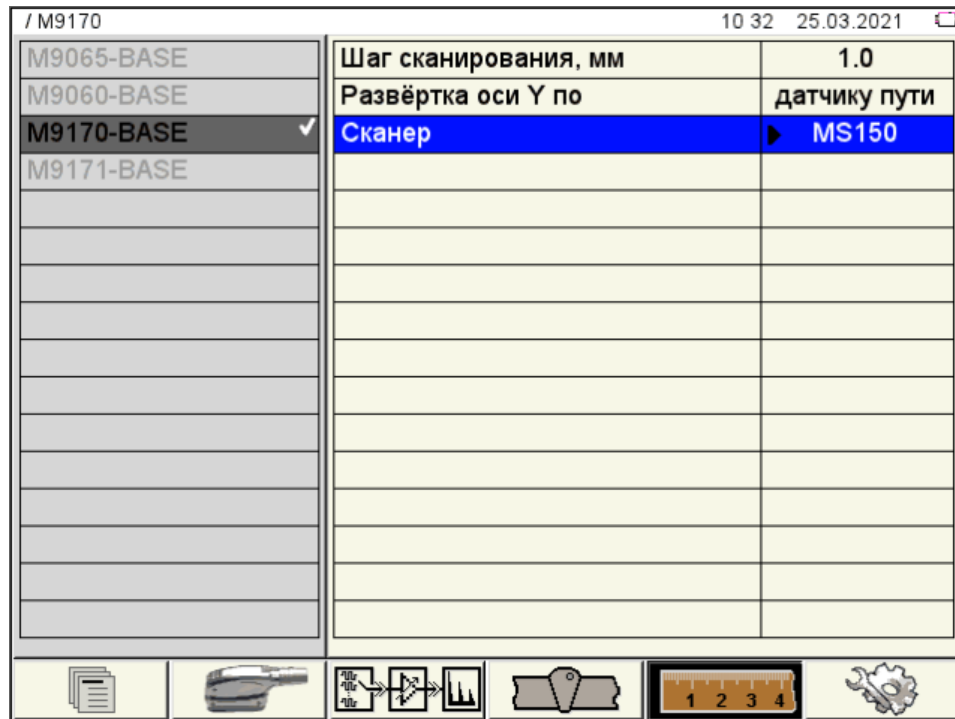 / M9170 10 32 25.03.2021
M9065-BASE
M9060-BASE
M9170-BASE
M9171-BASE
Шаг сканирования, мм 1.0
Развёртка оси Y по датчику пути
Сканер MS150
1 2 3 4